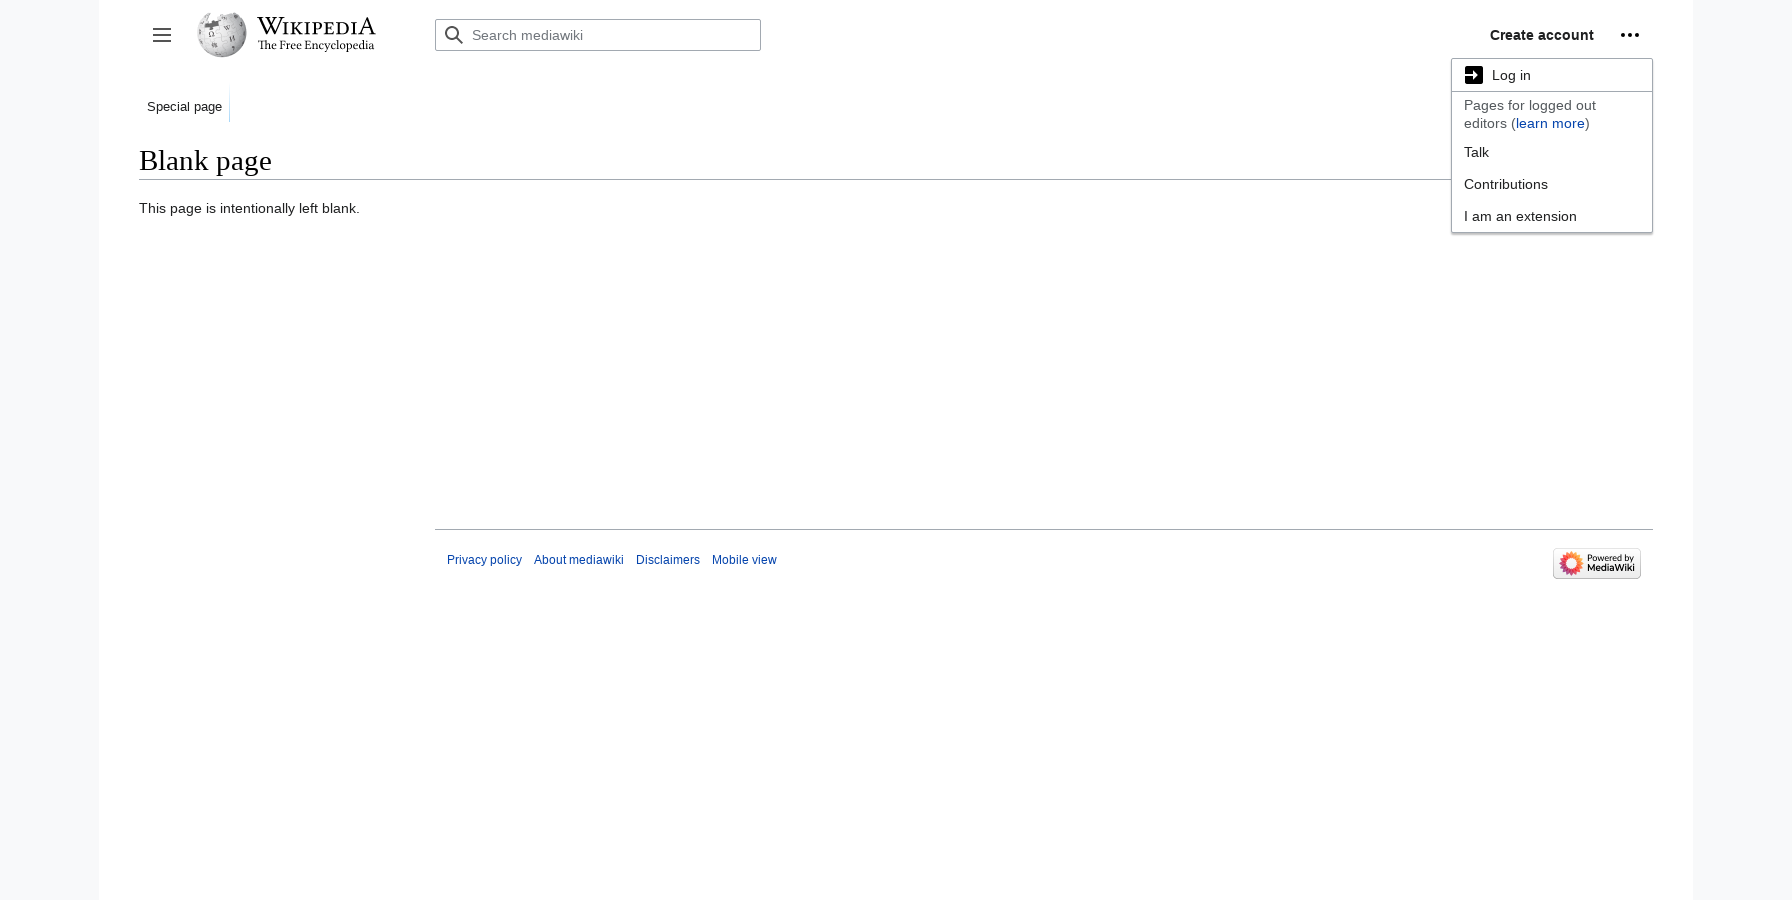 WIKIPEDIA
The Free Encyclopedia
Search mediawiki
Create account
Log in
Pages for logged out
editors (learn more)
Talk
Contributions
I am an extension
Special page
Blank page
This page is intentionally left blank.
Privacy policy
About mediawiki
Disclaimers
Mobile view
Powered by
MediaWiki